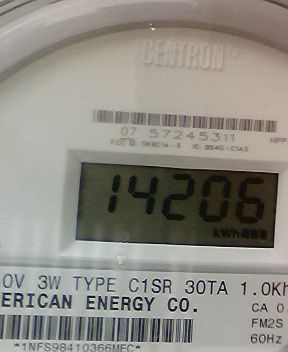 CENTRON®
07 57245311
14206
kWh
0V 3W TYPE C1SR 30TA 1.0Kh
ERICAN ENERGY CO.
CA 0
FM2S
60Hz
*1NFS98410366MEC*